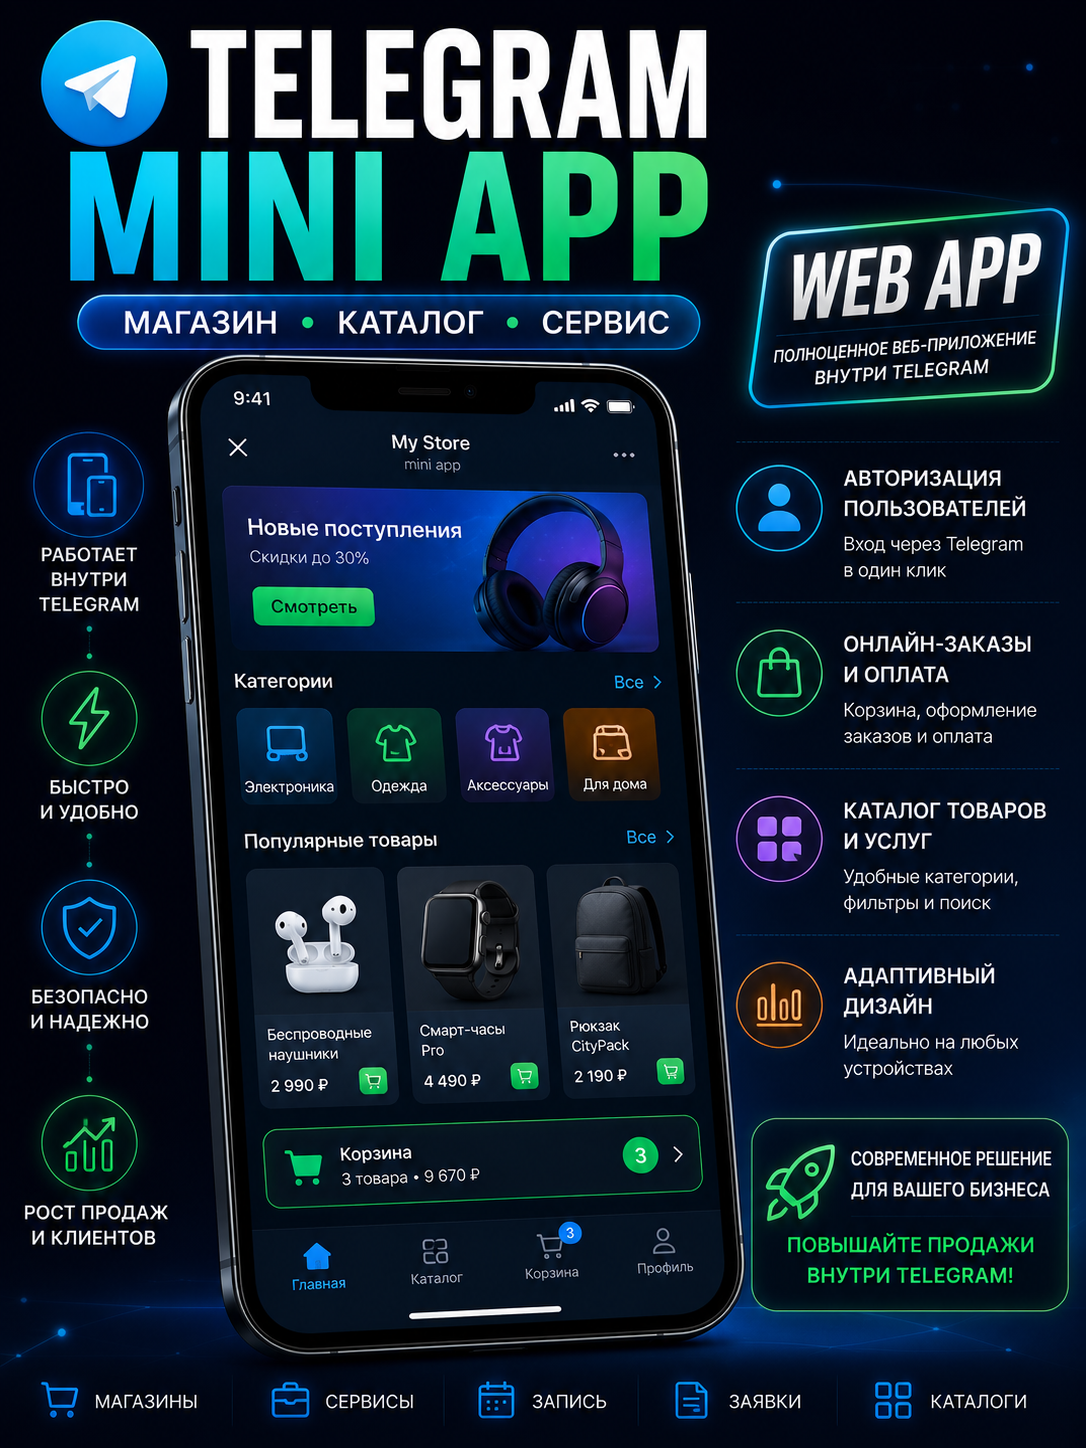 TELEGRAM
MINI APP
МАГАЗИН • КАТАЛОГ • СЕРВИС
WEB APP
ПОЛНОЦЕННОЕ ВЕБ-ПРИЛОЖЕНИЕ
ВНУТРИ TELEGRAM
РАБОТАЕТ
ВНУТРИ
TELEGRAM
БЫСТРО
И УДОБНО
БЕЗОПАСНО
И НАДЕЖНО
РОСТ ПРОДАЖ
И КЛИЕНТОВ
9:41
My Store
mini app
Новые поступления
Скидки до 30%
Смотреть
Категории
Все
Электроника
Одежда
Аксессуары
Для дома
Популярные товары
Все
Беспроводные
наушники
2 990 ₽
Смарт-часы
Pro
4 490 ₽
Рюкзак
CityPack
2 190 ₽
Корзина
3 товара • 9 670 ₽
3
Главная
Каталог
3
Корзина
Профиль
АВТОРИЗАЦИЯ
ПОЛЬЗОВАТЕЛЕЙ
Вход через Telegram
в один клик
ОНЛАЙН-ЗАКАЗЫ
И ОПЛАТА
Корзина, оформление
заказов и оплата
КАТАЛОГ ТОВАРОВ
И УСЛУГ
Удобные категории,
фильтры и поиск
АДАПТИВНЫЙ
ДИЗАЙН
Идеально на любых
устройствах
СОВРЕМЕННОЕ РЕШЕНИЕ
ДЛЯ ВАШЕГО БИЗНЕСА
ПОВЫШАЙТЕ ПРОДАЖИ
ВНУТРИ TELEGRAM!
МАГАЗИНЫ
СЕРВИСЫ
ЗАПИСЬ
ЗАЯВКИ
КАТАЛОГИ